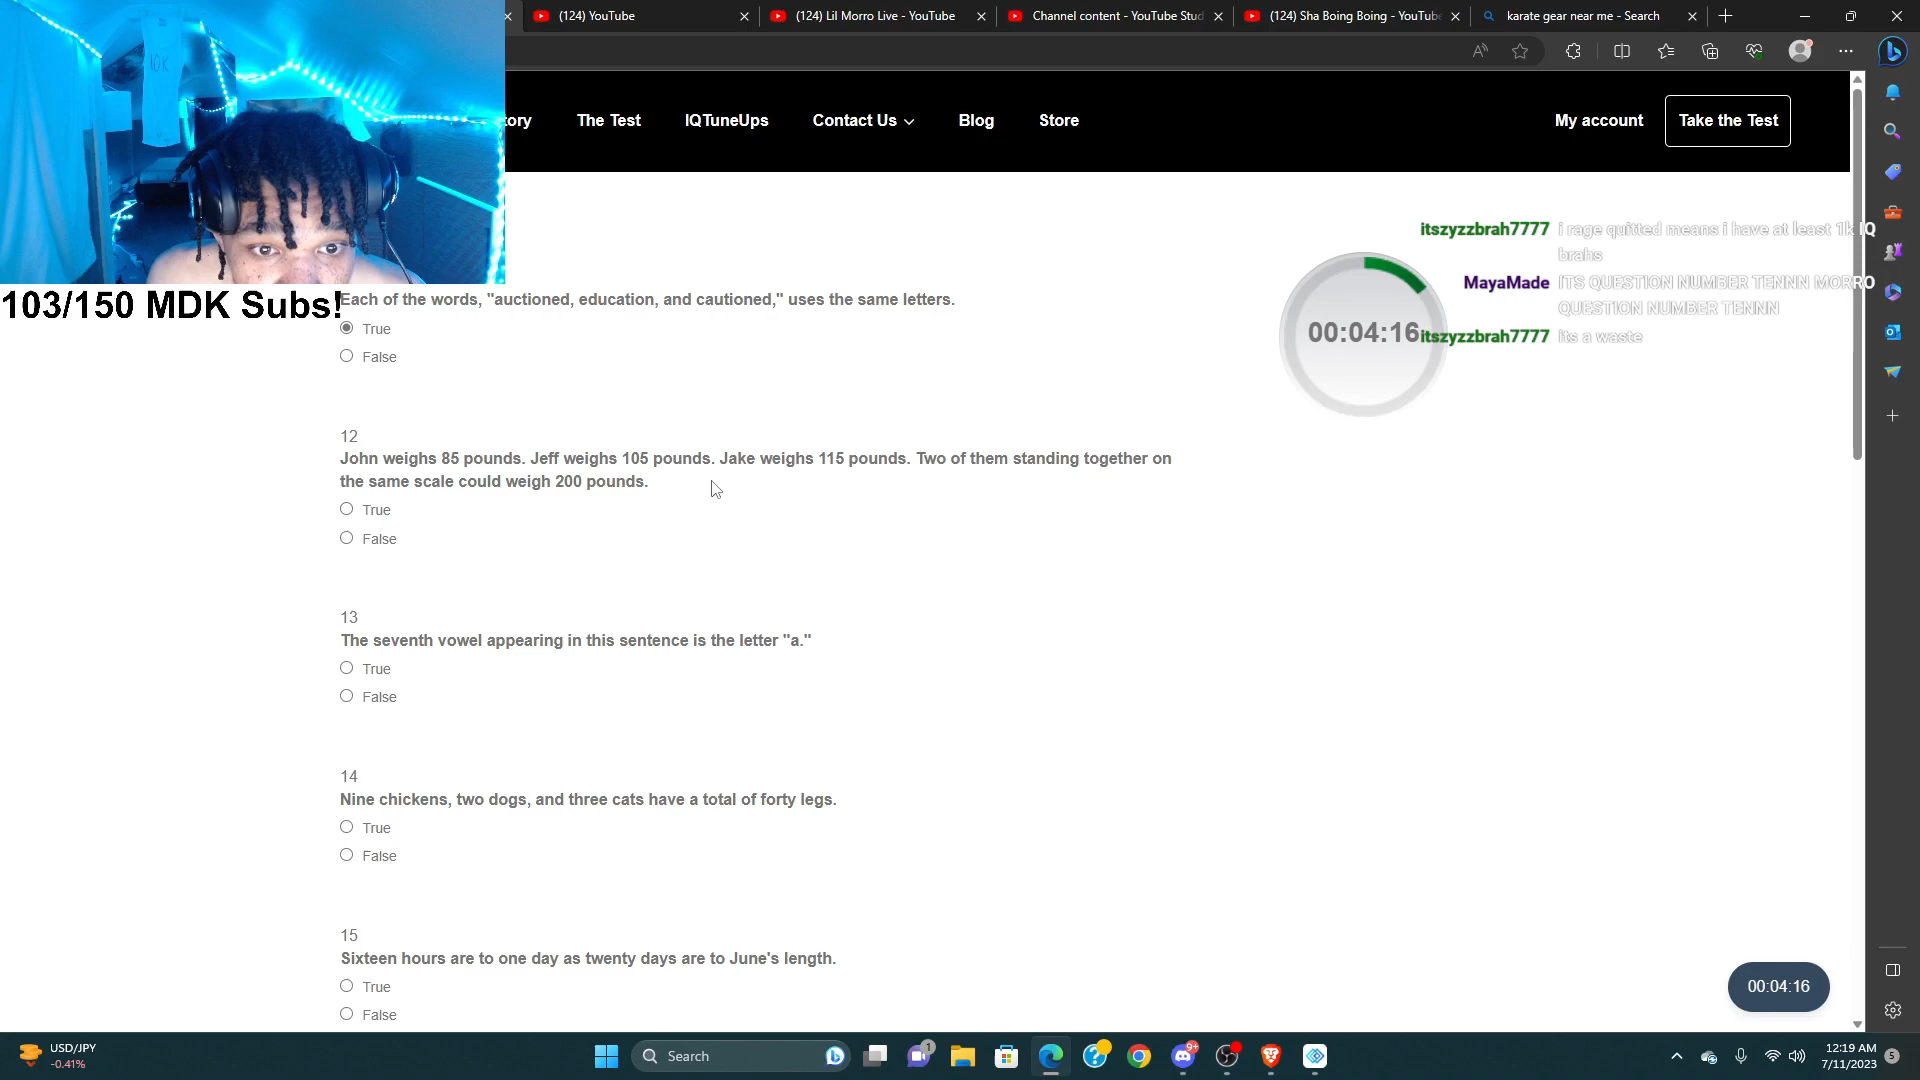 (124) YouTube
(124) Lil Morro Live - YouTube
Channel content - YouTube Stud
(124) Sha Boing Boing - YouTube
karate gear near me - Search
10K
The Test
IQTuneUps
Contact Us
Blog
Store
My account
Take the Test
itszyzzbrah7777 i rage quitted means i have at least 1k IQ
brahs
MayaMade ITS QUESTION NUMBER TENNN MORRO
QUESTION NUMBER TENNN
itszyzzbrah7777 its a waste
00:04:16
103/150 MDK Subs!
Each of the words, "auctioned, education, and cautioned," uses the same letters.
True
False
12
John weighs 85 pounds. Jeff weighs 105 pounds. Jake weighs 115 pounds. Two of them standing together on
the same scale could weigh 200 pounds.
True
False
13
The seventh vowel appearing in this sentence is the letter "a."
True
False
14
Nine chickens, two dogs, and three cats have a total of forty legs.
True
False
15
Sixteen hours are to one day as twenty days are to June's length.
True
False
00:04:16
USD/JPY
-0.41%
Search
1
9+
12:19 AM
7/11/2023
5